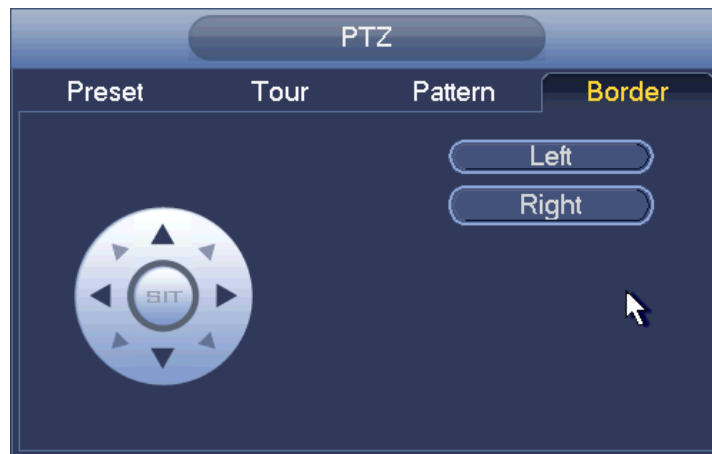 PTZ
Preset Tour Pattern Border
Left
Right
SIT